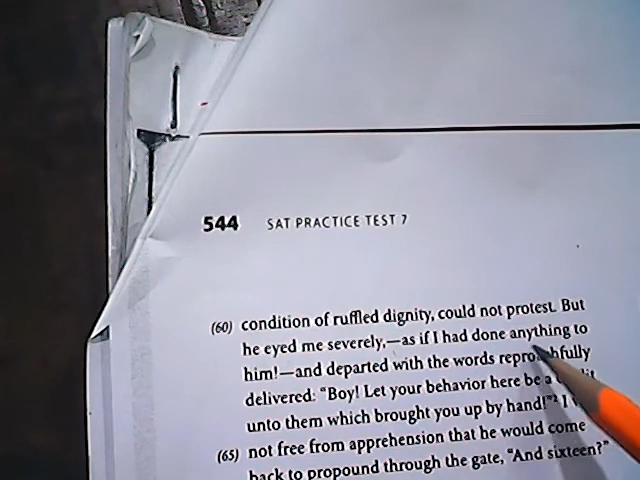 544 SAT PRACTICE TEST 7
(60) condition of ruffled dignity, could not protest. But
he eyed me severely,—as if I had done anything to
him!—and departed with the words
delivered: “Boy! Let your behavior here be a
unto them which brought you up by hand!”² I
(65) not free from apprehension that he would come
back to propound through the gate, “And sixteen?”